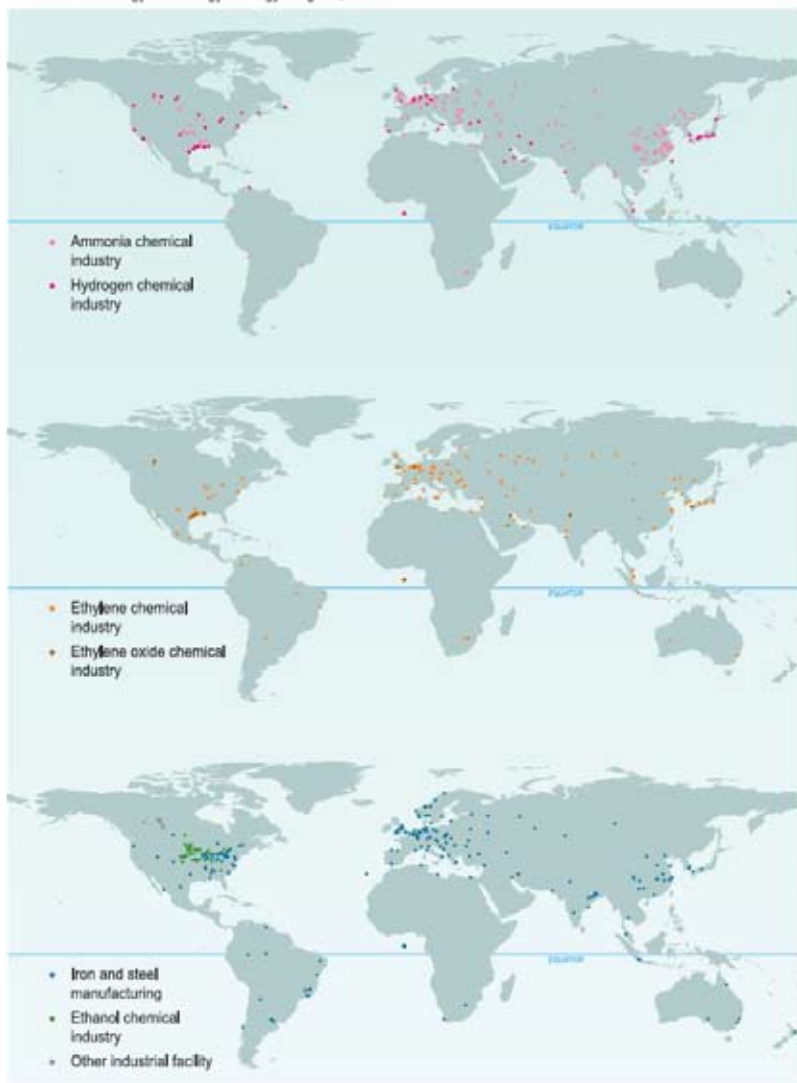 EQUATOR
Ammonia chemical
industry
Hydrogen chemical
industry
EQUATOR
Ethylene chemical
industry
Ethylene oxide chemical
industry
EQUATOR
Iron and steel
manufacturing
Ethanol chemical
industry
Other industrial facility